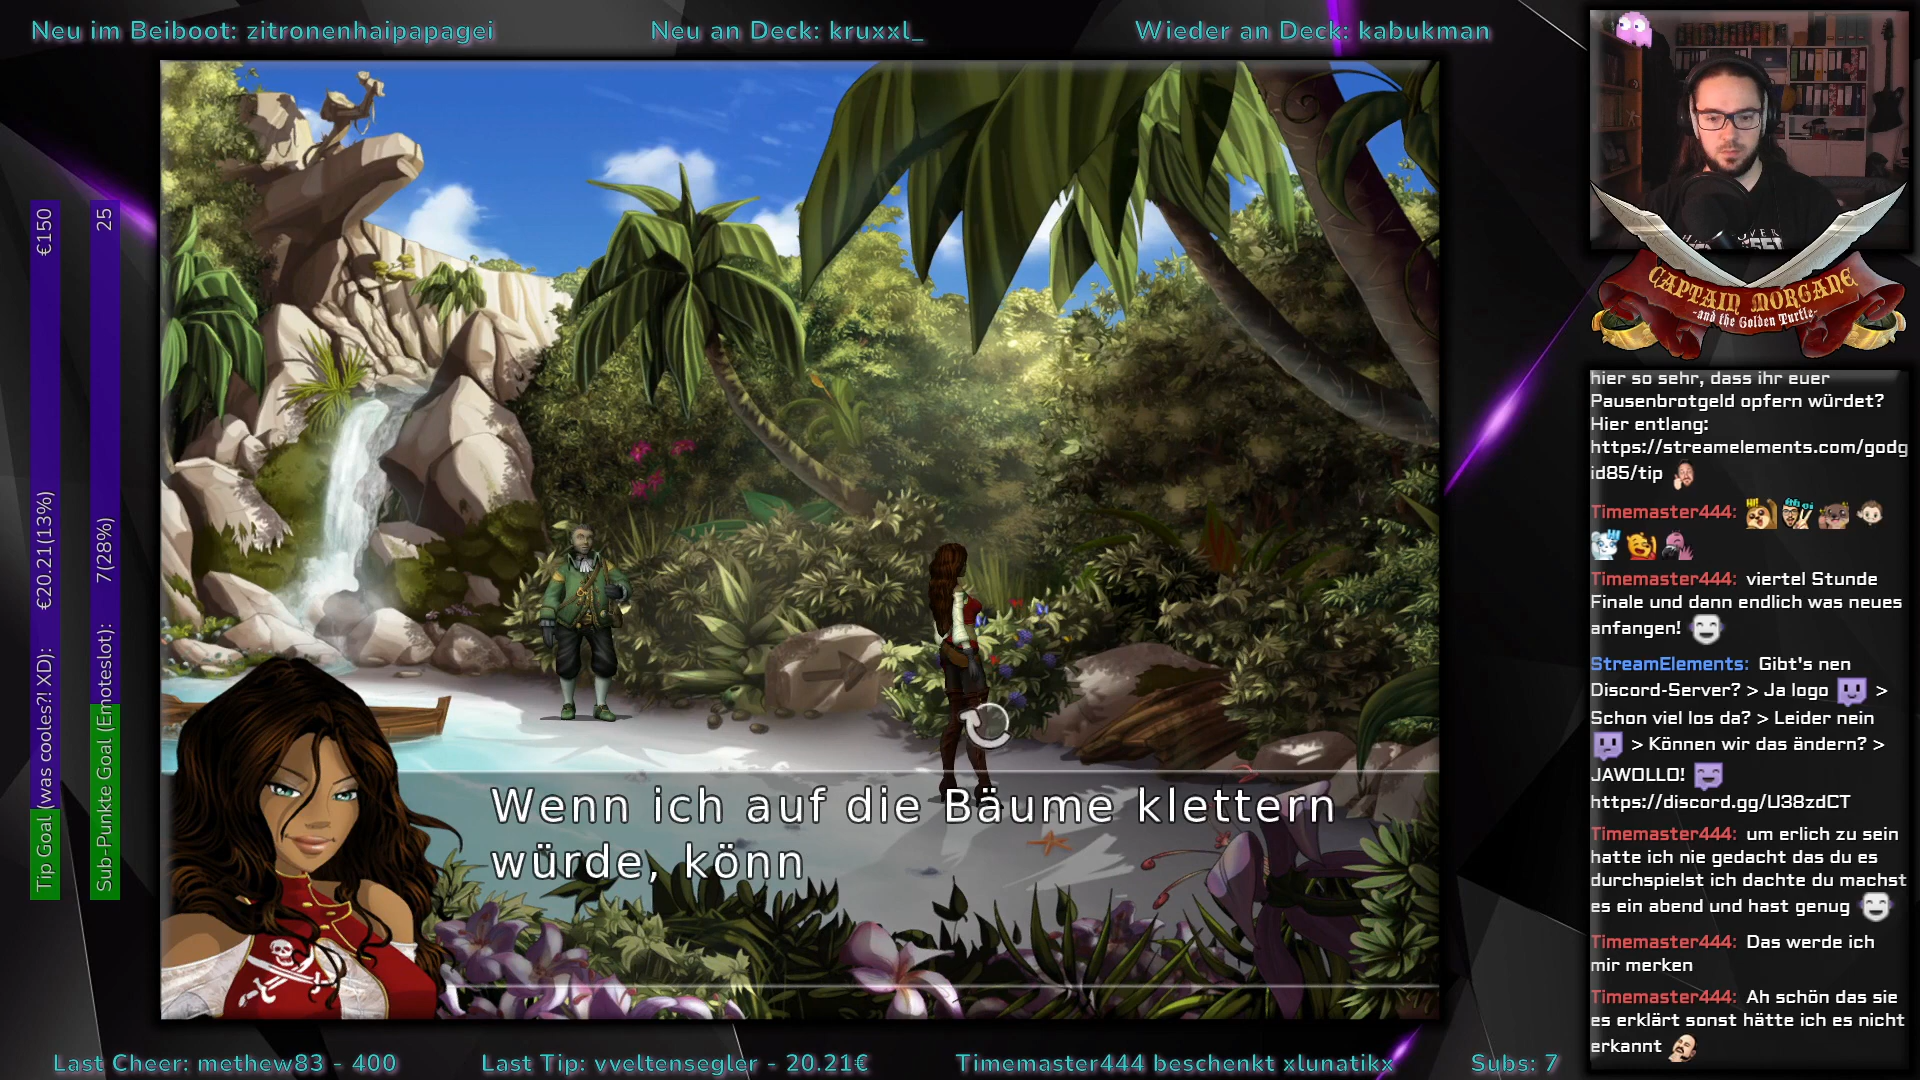 Neu im Beiboot: zitronenhaipapagei
Neu an Deck: kruxxl_
Wieder an Deck: kabukman
Tip Goal (was cooles?! XD): €20.21(13%) €150
Sub-Punkte Goal (Emoteslot): 7(28%) 25
Wenn ich auf die Bäume klettern
würde, könn
CAPTAIN MORGANE
-and the Golden Turtle-
hier so sehr, dass ihr euer
Pausenbrotgeld opfern würdet?
Hier entlang:
https://streamelements.com/godg
id85/tip
Timemaster444:
Timemaster444: viertel Stunde
Finale und dann endlich was neues
anfangen!
StreamElements: Gibt's nen
Discord-Server? > Ja logo >
Schon viel los da? > Leider nein
> Können wir das ändern? >
JAWOLLO!
https://discord.gg/U38zdCT
Timemaster444: um erlich zu sein
hatte ich nie gedacht das du es
durchspielst ich dachte du machst
es ein abend und hast genug
Timemaster444: Das werde ich
mir merken
Timemaster444: Ah schön das sie
es erklärt sonst hätte ich es nicht
erkannt
Last Cheer: methew83 - 400
Last Tip: vveltensegler - 20.21€
Timemaster444 beschenkt xlunatikx
Subs: 7